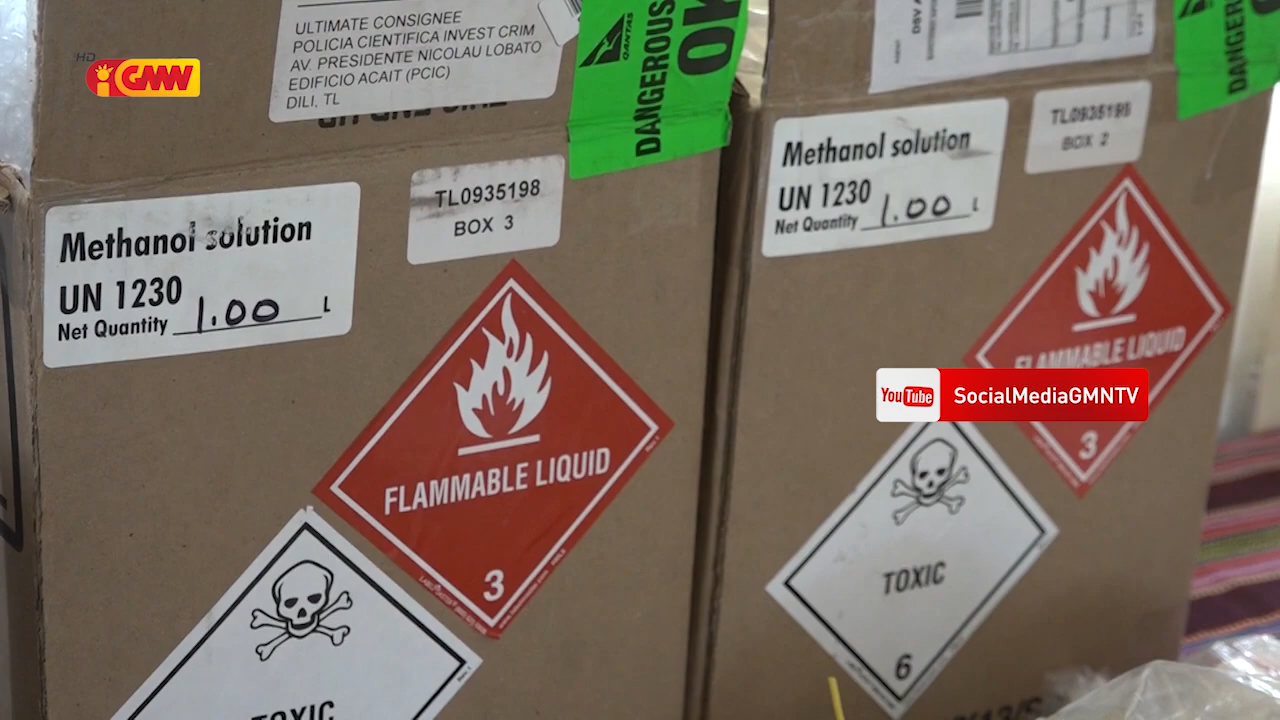 HD
GMN
ULTIMATE CONSIGNEE
POLICIA CIENTIFICA INVEST CRIM
AV. PRESIDENTE NICOLAU LOBATO
EDIFICIO ACAIT (PCIC)
DILI, TL
QANTAS
DANGEROUS
OK
Methanol solution
UN 1230
Net Quantity 1.00 L
TL0935198
BOX 3
FLAMMABLE LIQUID
3
TOXIC
DSV
DANGEROUS
Methanol solution
UN 1230
Net Quantity 1.00 L
TL0935198
BOX 2
FLAMMABLE LIQUID
3
YouTube SocialMediaGMNTV
TOXIC
6